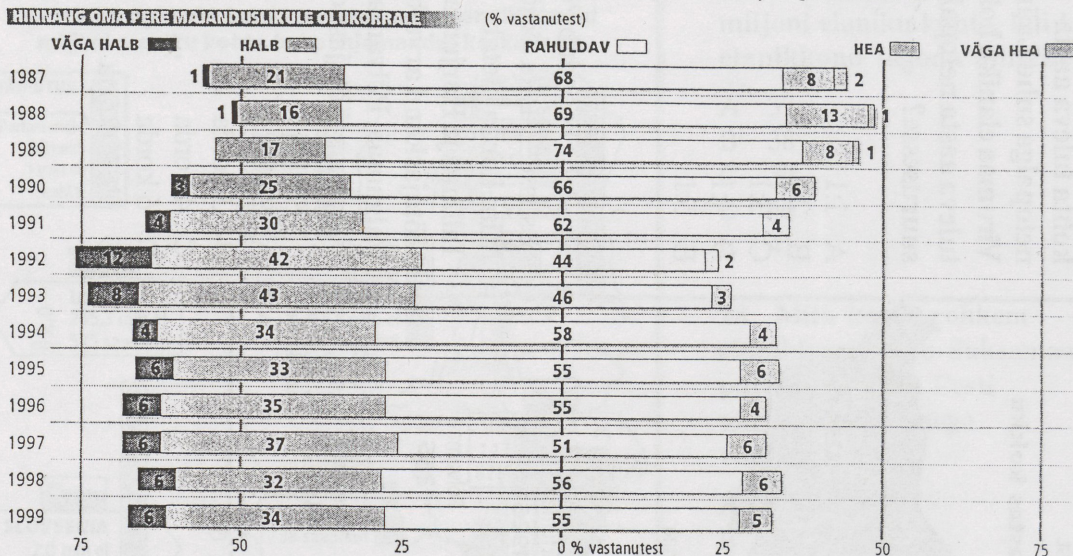 HINNANG OMA PERE MAJANDUSLIKULE OLUKORRALE (% vastanutest)
VÄGA HALB HALB RAHULDAV HEA VÄGA HEA
1987 1 21 68 8 2
1988 1 16 69 13 1
1989 17 74 8 1
1990 3 25 66 6
1991 4 30 62 4
1992 12 42 44 2
1993 8 43 46 3
1994 4 34 58 4
1995 6 33 55 6
1996 6 35 55 4
1997 6 37 51 6
1998 6 32 56 6
1999 6 34 55 5
75 50 25 0 % vastanutest 25 50 75